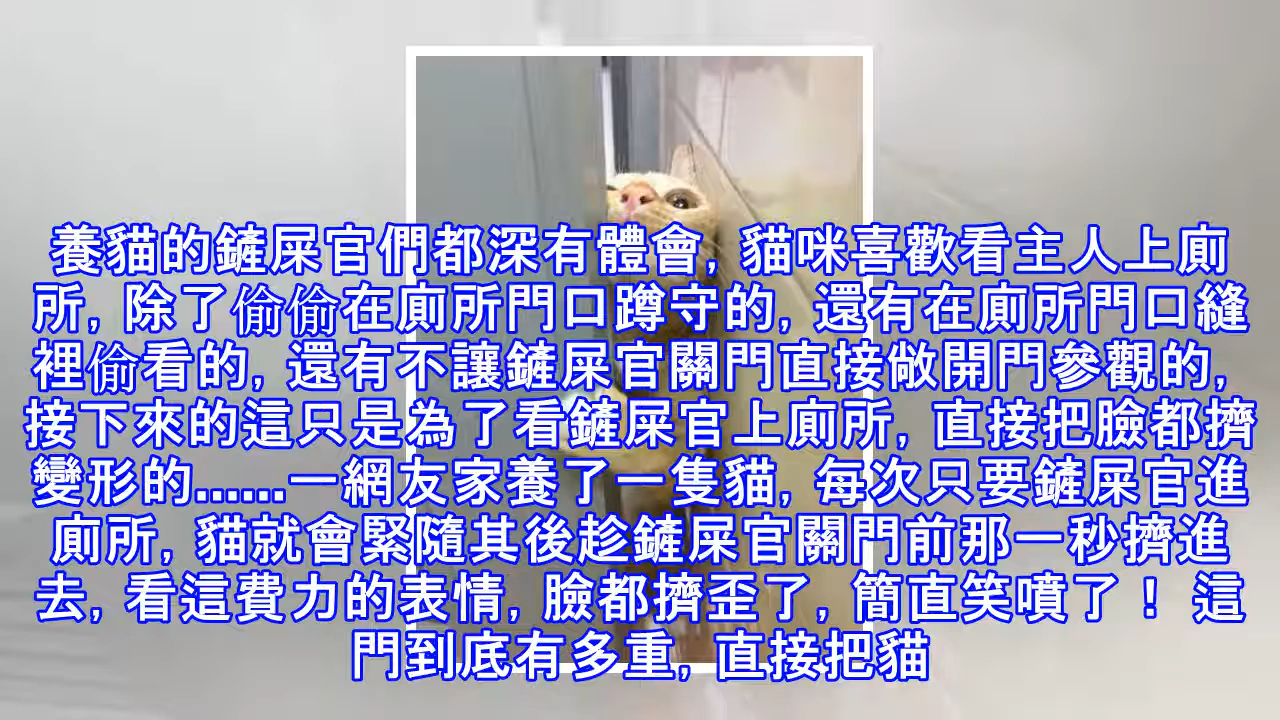 養貓的鏟屎官們都深有體會, 貓咪喜歡看主人上廁
所, 除了偷偷在廁所門口蹲守的, 還有在廁所門口縫
裡偷看的, 還有不讓鏟屎官關門直接敞開門參觀的,
接下來的這只是為了看鏟屎官上廁所, 直接把臉都擠
變形的......一網友家養了一隻貓, 每次只要鏟屎官進
廁所, 貓就會緊隨其後趁鏟屎官關門前那一秒擠進
去, 看這費力的表情, 臉都擠歪了, 簡直笑噴了！ 這
門到底有多重, 直接把貓